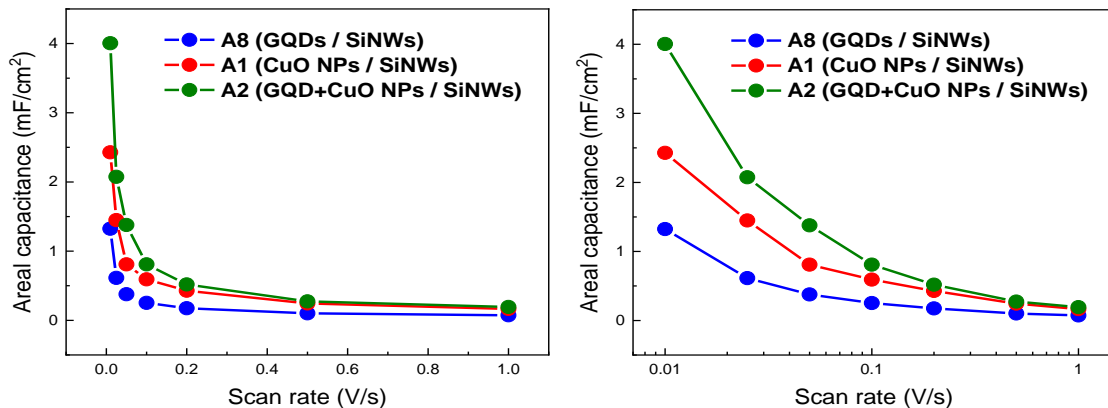 A8 (GQDs / SiNWs)
A1 (CuO NPs / SiNWs)
A2 (GQD+CuO NPs / SiNWs)
Areal capacitance (mF/cm²)
4
3
2
1
0
0.0 0.2 0.4 0.6 0.8 1.0
Scan rate (V/s)
A8 (GQDs / SiNWs)
A1 (CuO NPs / SiNWs)
A2 (GQD+CuO NPs / SiNWs)
Areal capacitance (mF/cm²)
4
3
2
1
0
0.01 0.1 1
Scan rate (V/s)